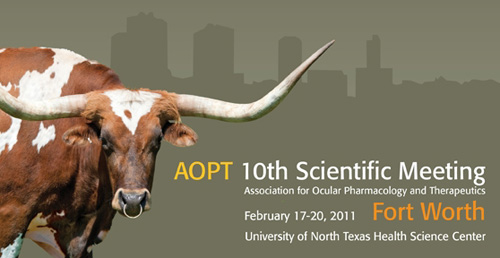 AOPT 10th Scientific Meeting
Association for Ocular Pharmacology and Therapeutics
February 17-20, 2011 Fort Worth
University of North Texas Health Science Center